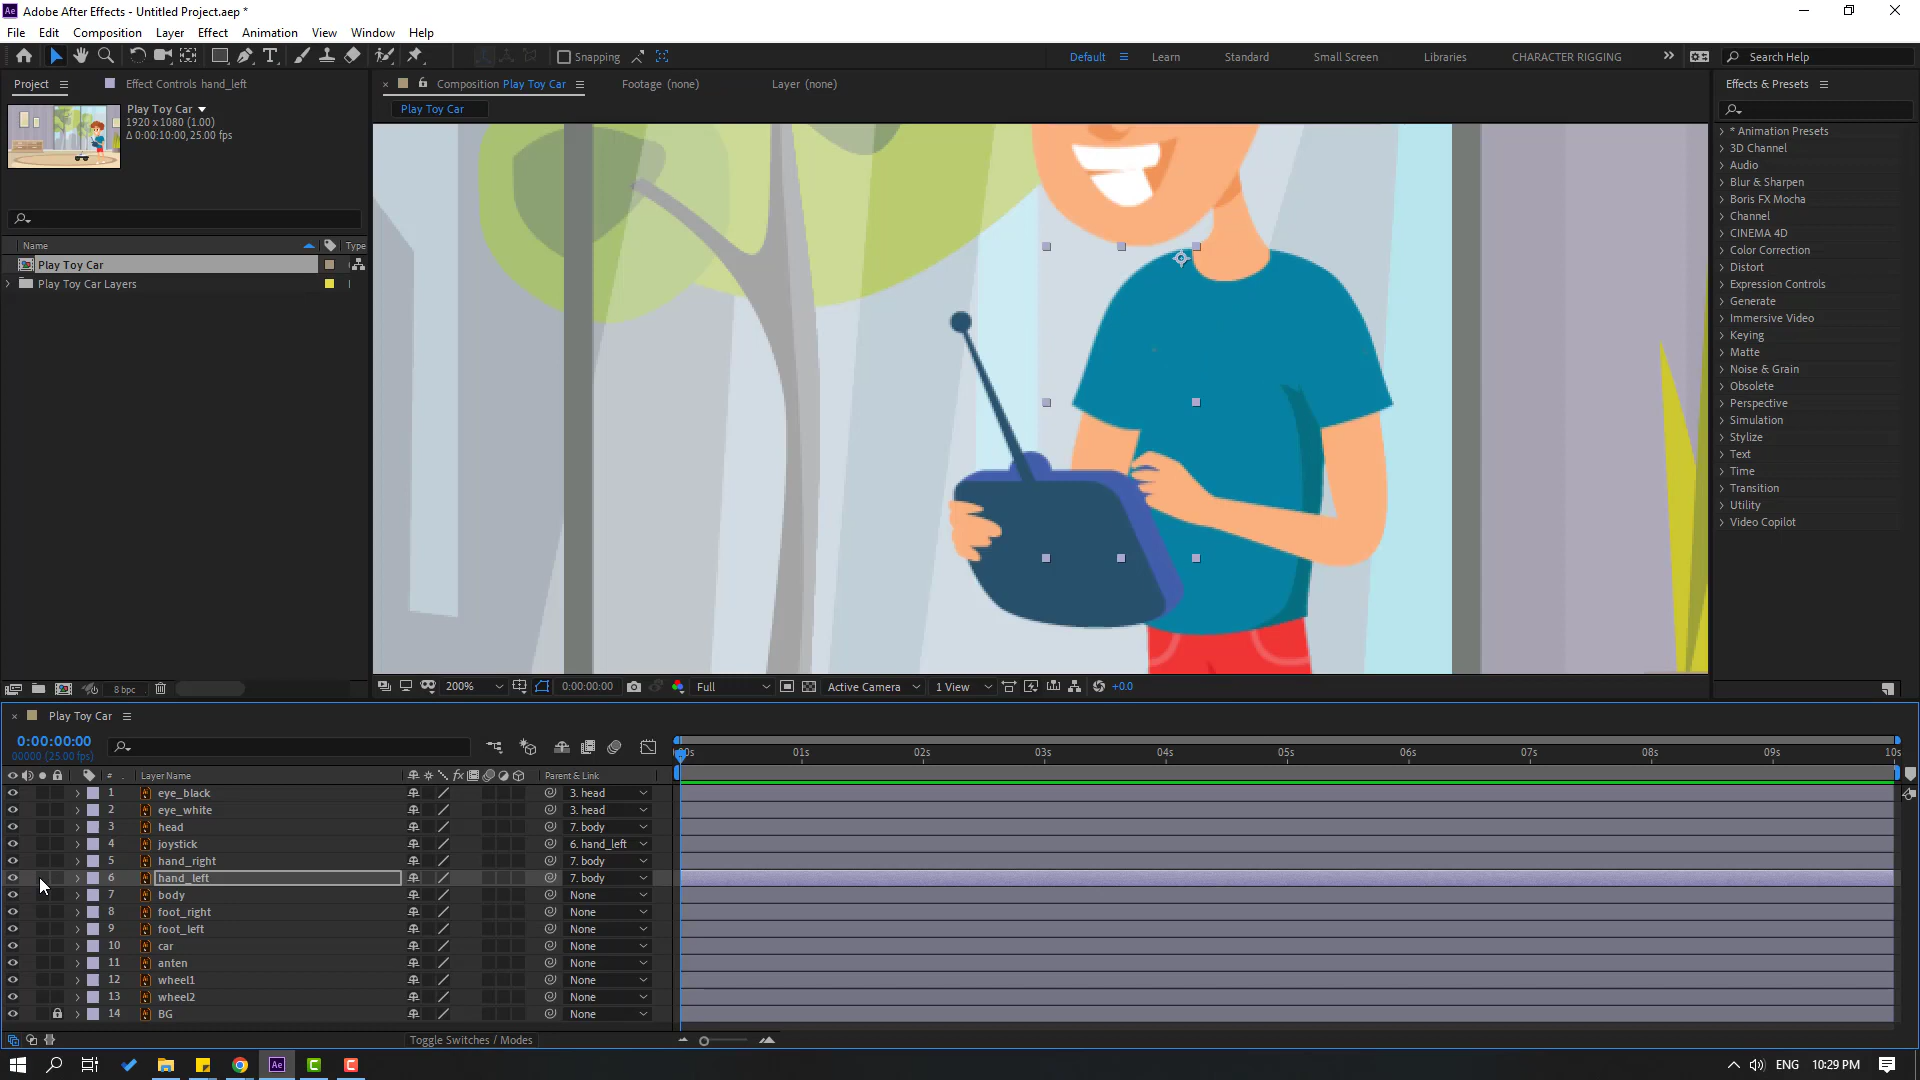 Adobe After Effects - Untitled Project.aep *
File Edit Composition Layer Effect Animation View Window Help
Snapping
Default Learn Standard Small Screen Libraries CHARACTER RIGGING Search Help
Project Effect Controls hand_left
Composition Play Toy Car Footage (none) Layer (none)
Effects & Presets
Play Toy Car
1920 x 1080 (1.00)
Δ 0:00:10:00, 25.00 fps
Play Toy Car
Name Type
Play Toy Car
Play Toy Car Layers
8 bpc
* Animation Presets
3D Channel
Audio
Blur & Sharpen
Boris FX Mocha
Channel
CINEMA 4D
Color Correction
Distort
Expression Controls
Generate
Immersive Video
Keying
Matte
Noise & Grain
Obsolete
Perspective
Simulation
Stylize
Text
Time
Transition
Utility
Video Copilot
200% 0:00:00:00 Full Active Camera 1 View +0.0
Play Toy Car
0:00:00:00
00000 (25.00 fps)
00s 01s 02s 03s 04s 05s 06s 07s 08s 09s 10s
# Layer Name fx Parent & Link
1 eye_black 3. head
2 eye_white 3. head
3 head 7. body
4 joystick 6. hand_left
5 hand_right 7. body
6 hand_left 7. body
7 body None
8 foot_right None
9 foot_left None
10 car None
11 anten None
12 wheel1 None
13 wheel2 None
14 BG None
Toggle Switches / Modes
ENG 10:29 PM